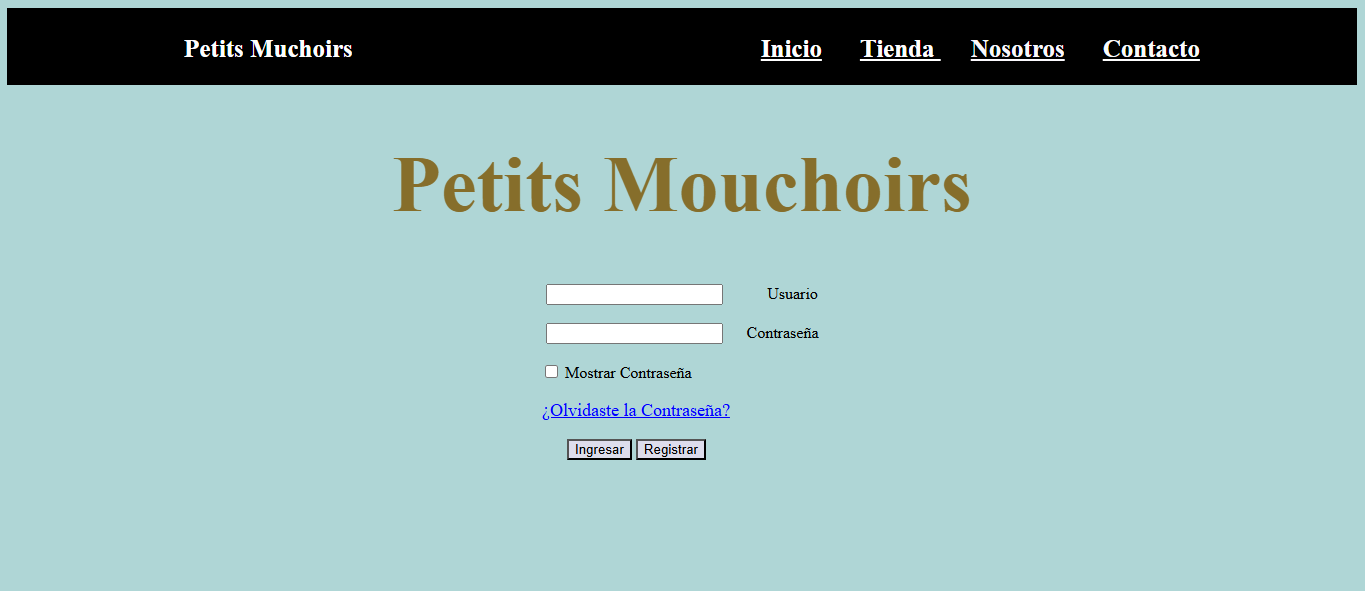 Petits Muchoirs Inicio Tienda Nosotros Contacto
Petits Mouchoirs
Usuario
Contraseña
Mostrar Contraseña
¿Olvidaste la Contraseña?
Ingresar Registrar